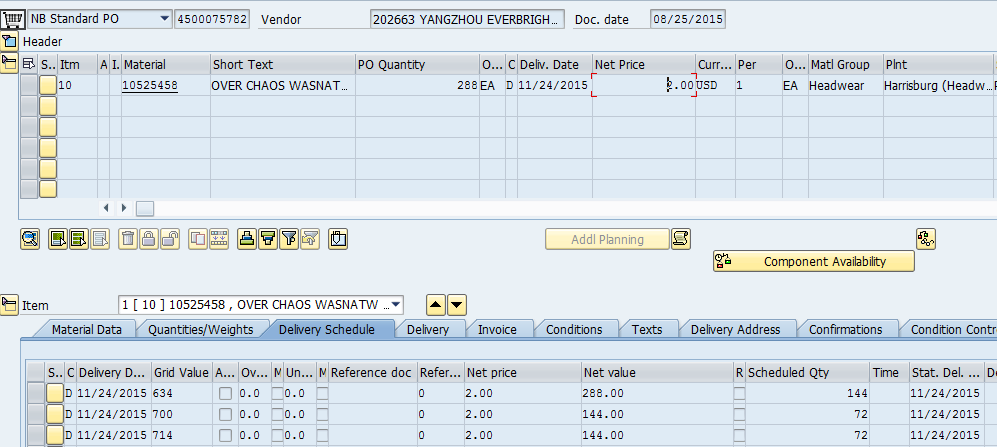 NB Standard PO 4500075782 Vendor 202663 YANGZHOU EVERBRIGH... Doc. date 08/25/2015
Header
S.. Itm A I. Material Short Text PO Quantity O... C Deliv. Date Net Price Curr... Per O... Matl Group Plnt
10 10525458 OVER CHAOS WASNAT... 288 EA D 11/24/2015 2.00 USD 1 EA Headwear Harrisburg (Headw...
Addl Planning
Component Availability
Item 1 [ 10 ] 10525458 , OVER CHAOS WASNATW ...
Material Data Quantities/Weights Delivery Schedule Delivery Invoice Conditions Texts Delivery Address Confirmations Condition Contr
S.. C Delivery D... Grid Value A... Ov... M Un... M Reference doc Refer... Net price Net value R Scheduled Qty Time Stat. Del. ... De
D 11/24/2015 634 0.0 0.0 0 2.00 288.00 144 11/24/2015
D 11/24/2015 700 0.0 0.0 0 2.00 144.00 72 11/24/2015
D 11/24/2015 714 0.0 0.0 0 2.00 144.00 72 11/24/2015